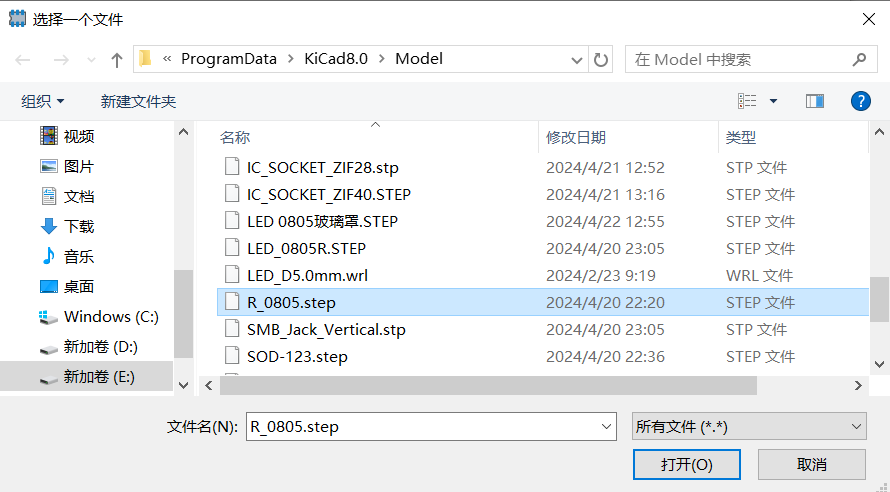 选择一个文件
« ProgramData > KiCad8.0 > Model
在 Model 中搜索
组织 新建文件夹
视频
图片
文档
下载
音乐
桌面
Windows (C:)
新加卷 (D:)
新加卷 (E:)
名称 修改日期 类型
IC_SOCKET_ZIF28.stp 2024/4/21 12:52 STP 文件
IC_SOCKET_ZIF40.STEP 2024/4/21 13:16 STEP 文件
LED 0805玻璃罩.STEP 2024/4/22 12:55 STEP 文件
LED_0805R.STEP 2024/4/20 23:05 STEP 文件
LED_D5.0mm.wrl 2024/2/23 9:19 WRL 文件
R_0805.step 2024/4/20 22:20 STEP 文件
SMB_Jack_Vertical.stp 2024/4/20 23:05 STP 文件
SOD-123.step 2024/4/20 22:36 STEP 文件
文件名(N): R_0805.step 所有文件 (*.*)
打开(O) 取消